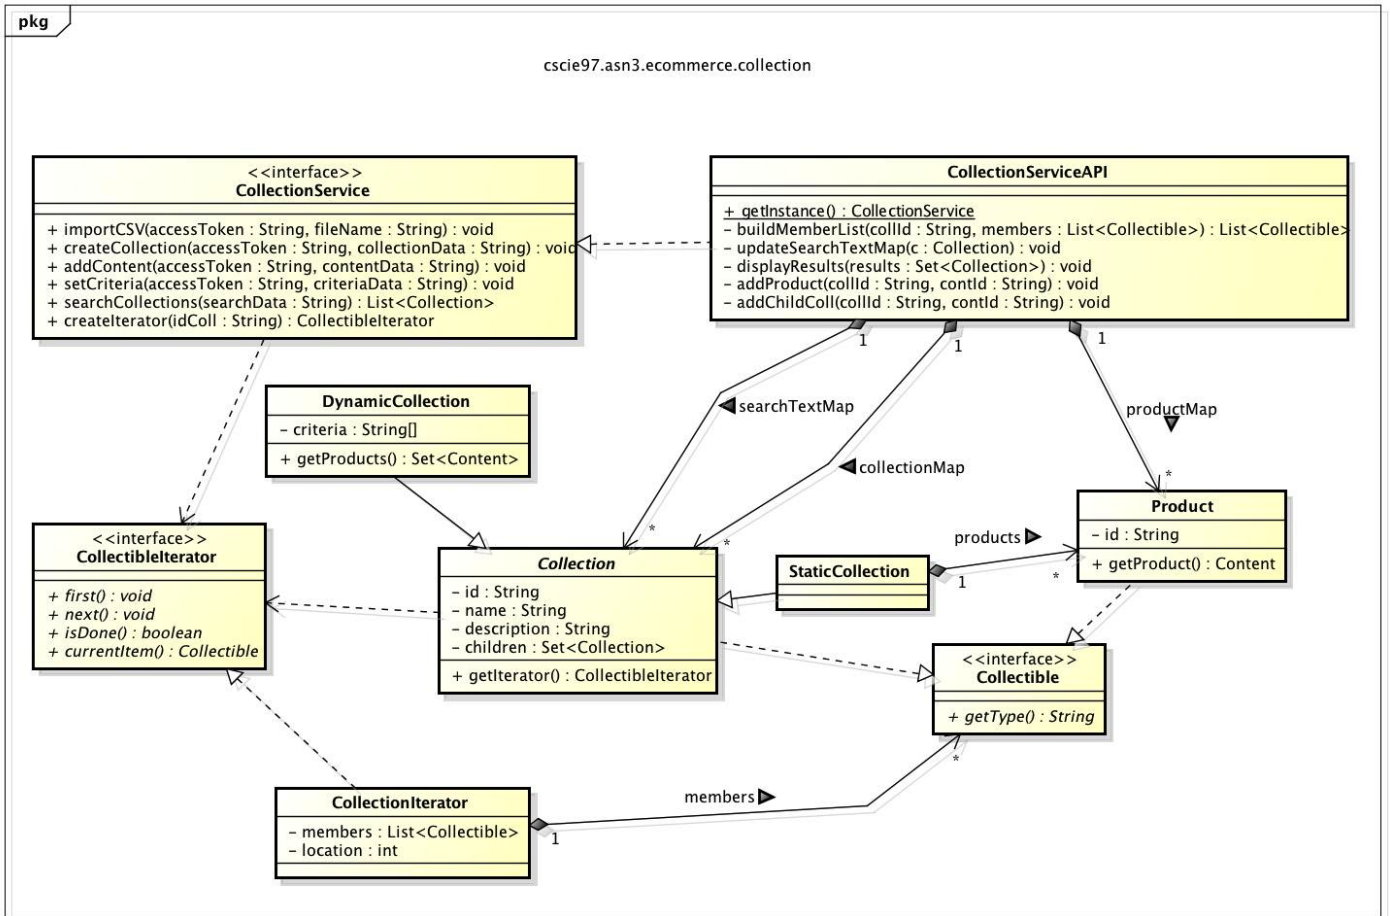 pkg
cscie97.asn3.ecommerce.collection
<<interface>>
CollectionService
+ importCSV(accessToken : String, fileName : String) : void
+ createCollection(accessToken : String, collectionData : String) : void
+ addContent(accessToken : String, contentData : String) : void
+ setCriteria(accessToken : String, criteriaData : String) : void
+ searchCollections(searchData : String) : List<Collection>
+ createIterator(idColl : String) : CollectibleIterator
CollectionServiceAPI
+ getInstance() : CollectionService
- buildMemberList(collId : String, members : List<Collectible>) : List<Collectible>
- updateSearchTextMap(c : Collection) : void
- displayResults(results : Set<Collection>) : void
- addProduct(collId : String, contId : String) : void
- addChildColl(collId : String, contId : String) : void
1
1
1
searchTextMap
collectionMap
productMap
*
*
*
DynamicCollection
- criteria : String[]
+ getProducts() : Set<Content>
<<interface>>
CollectibleIterator
+ first() : void
+ next() : void
+ isDone() : boolean
+ currentItem() : Collectible
Collection
- id : String
- name : String
- description : String
- children : Set<Collection>
+ getIterator() : CollectibleIterator
StaticCollection
products
1
*
Product
- id : String
+ getProduct() : Content
<<interface>>
Collectible
+ getType() : String
*
members
CollectionIterator
- members : List<Collectible>
- location : int
1